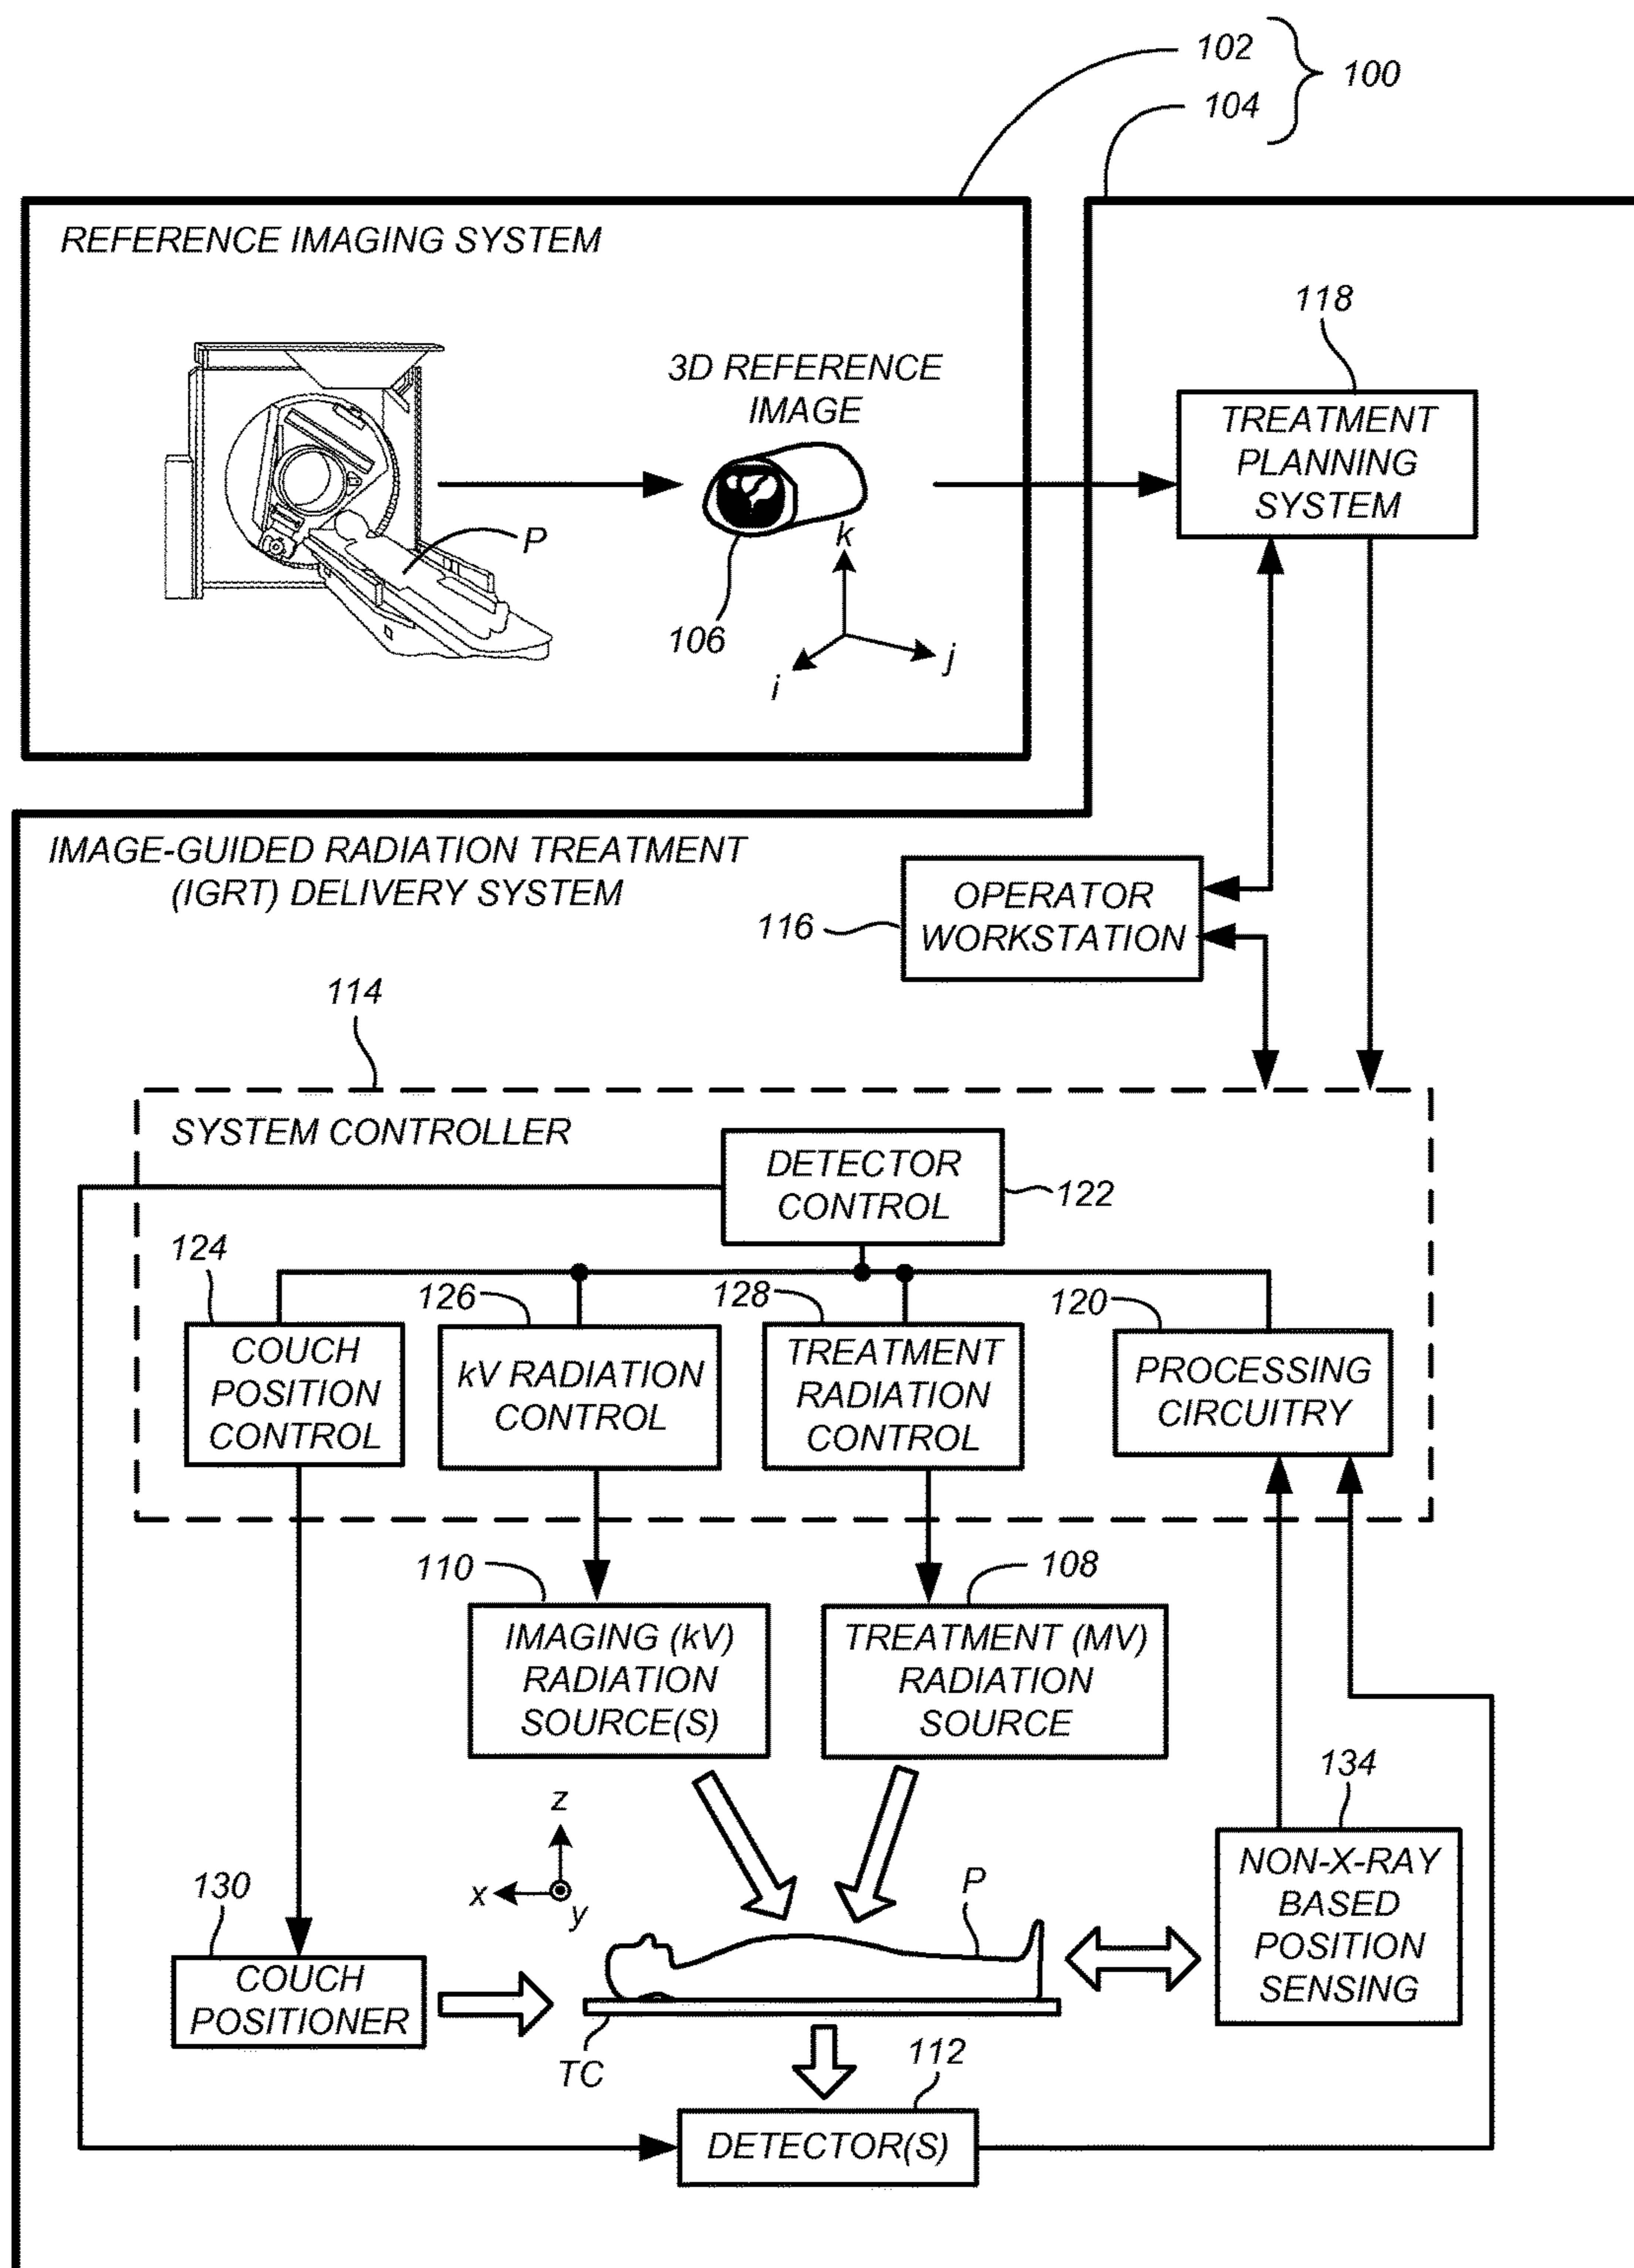 102
100
104
REFERENCE IMAGING SYSTEM
118
3D REFERENCE
IMAGE
TREATMENT
PLANNING
SYSTEM
P
k
106
j
i
IMAGE-GUIDED RADIATION TREATMENT
(IGRT) DELIVERY SYSTEM
OPERATOR
WORKSTATION
116
114
SYSTEM CONTROLLER
DETECTOR
CONTROL
122
124
126
128
120
COUCH
POSITION
CONTROL
kV RADIATION
CONTROL
TREATMENT
RADIATION
CONTROL
PROCESSING
CIRCUITRY
110
108
IMAGING (kV)
RADIATION
SOURCE(S)
TREATMENT (MV)
RADIATION
SOURCE
134
z
x
y
130
P
NON-X-RAY
BASED
POSITION
SENSING
COUCH
POSITIONER
TC
112
DETECTOR(S)